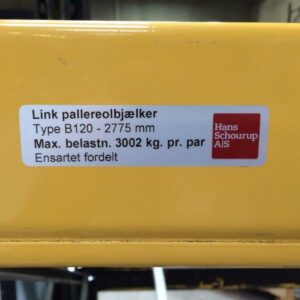 Link pallereolbjælker
Type B120 - 2775 mm
Max. belastn. 3002 kg. pr. par
Ensartet fordelt
Hans
Schourup
A|S